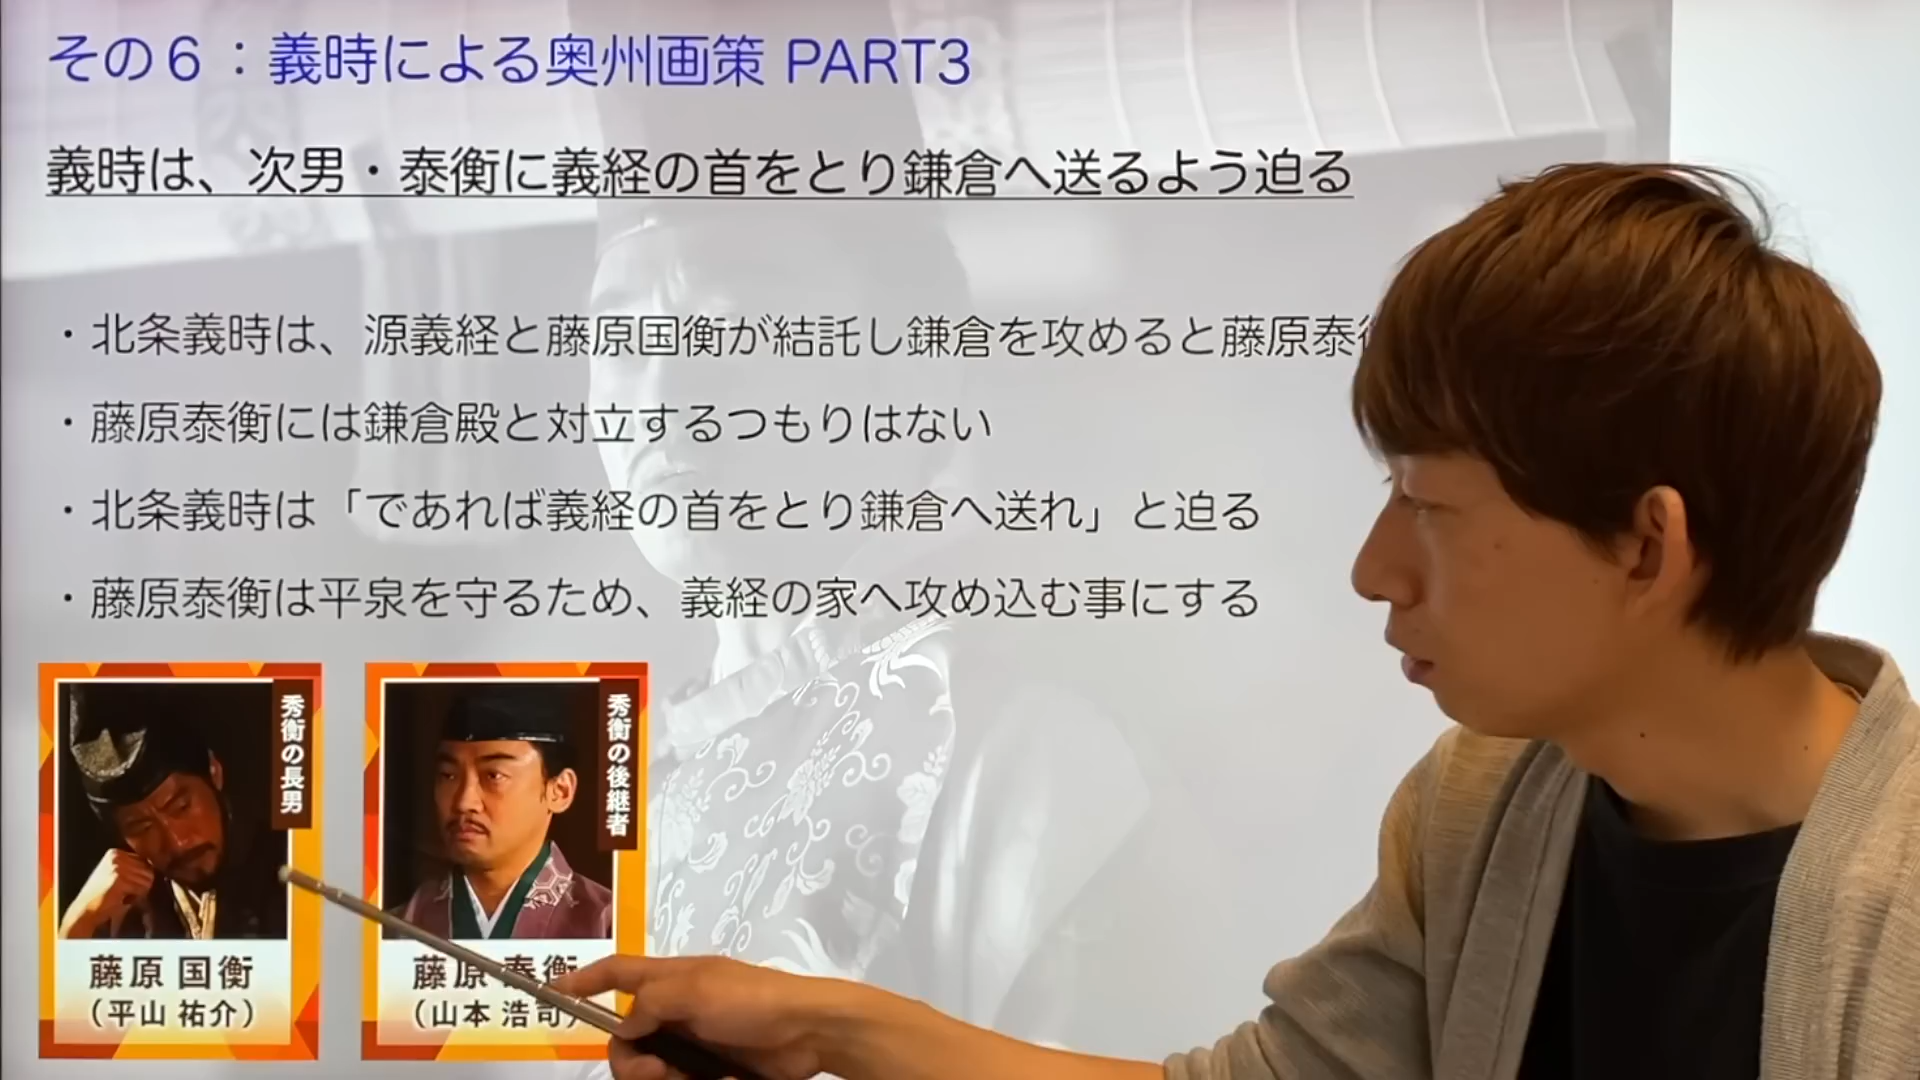 その６：義時による奥州画策 PART3
義時は、次男・泰衡に義経の首をとり鎌倉へ送るよう迫る
・北条義時は、源義経と藤原国衡が結託し鎌倉を攻めると藤原泰
・藤原泰衡には鎌倉殿と対立するつもりはない
・北条義時は「であれば義経の首をとり鎌倉へ送れ」と迫る
・藤原泰衡は平泉を守るため、義経の家へ攻め込む事にする
秀衡の長男
藤原 国衡
（平山 祐介）
秀衡の後継者
藤原 泰衡
（山本 浩司）